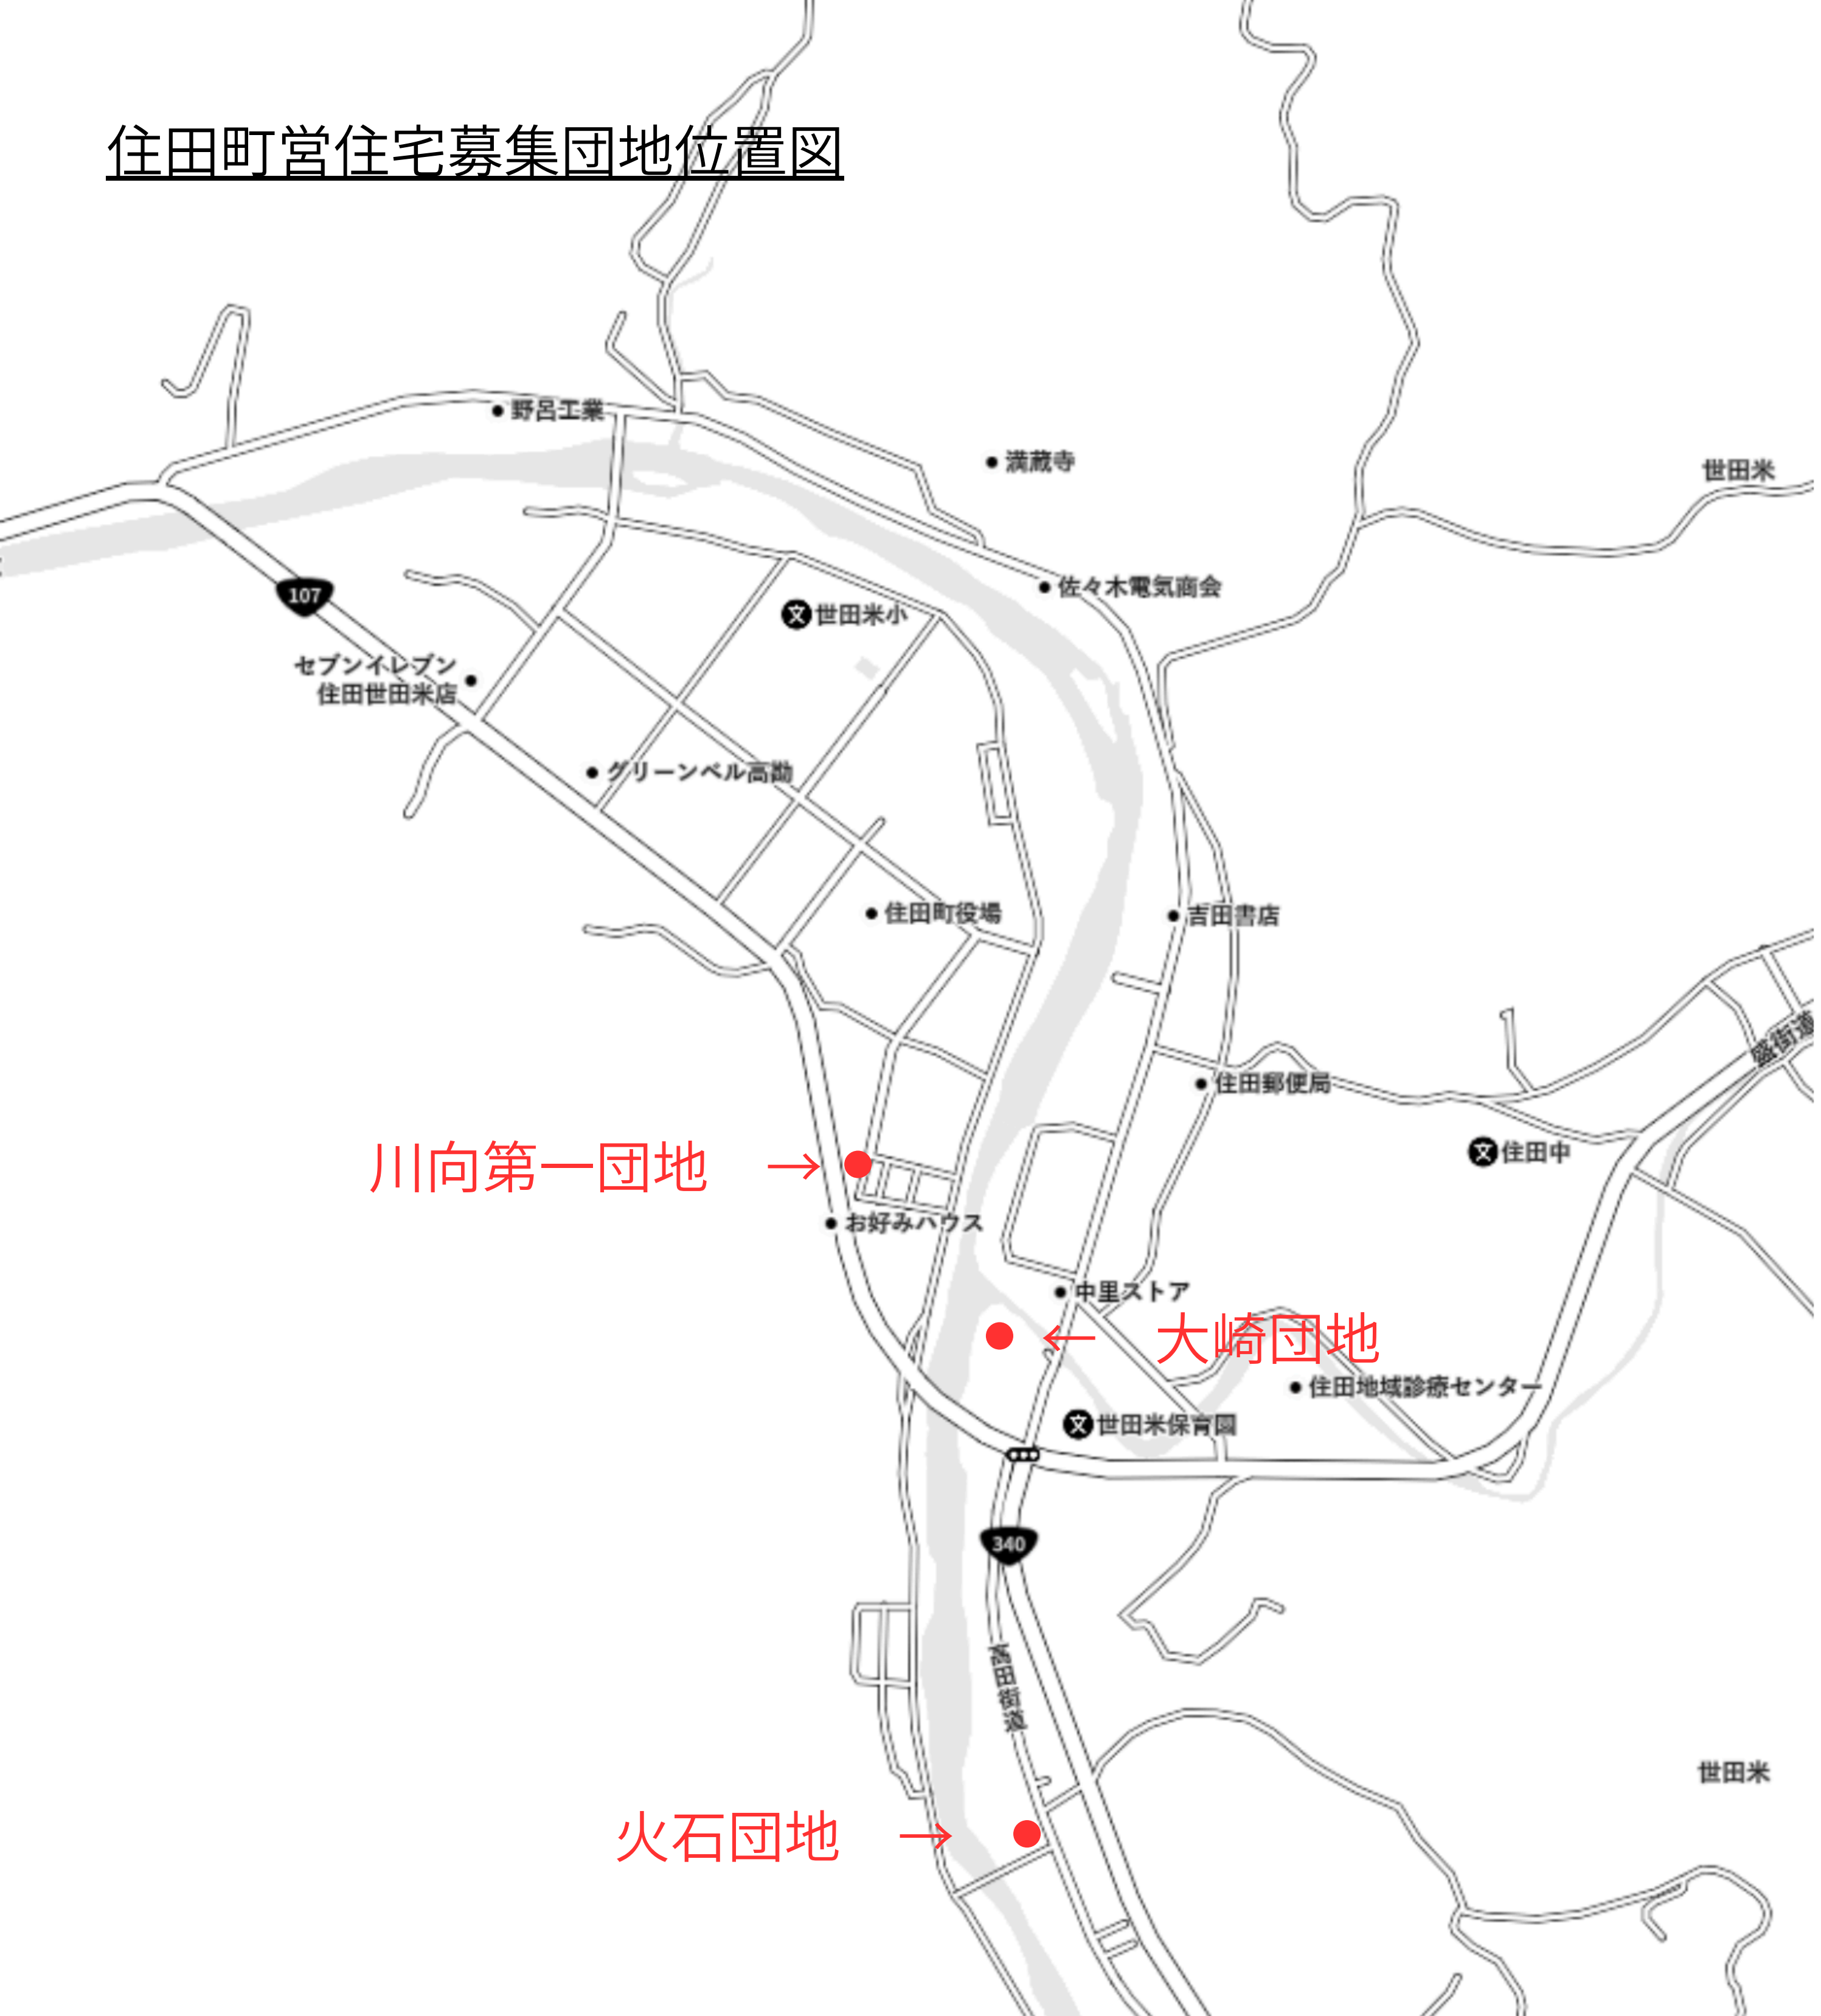 住田町営住宅募集団地位置図
野呂工業
満蔵寺
世田米
佐々木電気商会
107
世田米小
セブンイレブン
住田世田米店
グリーンベル高勘
住田町役場
吉田書店
盛街道
住田郵便局
川向第一団地 →
住田中
お好みハウス
中里ストア
← 大崎団地
住田地域診療センター
世田米保育園
340
高田街道
世田米
火石団地 →